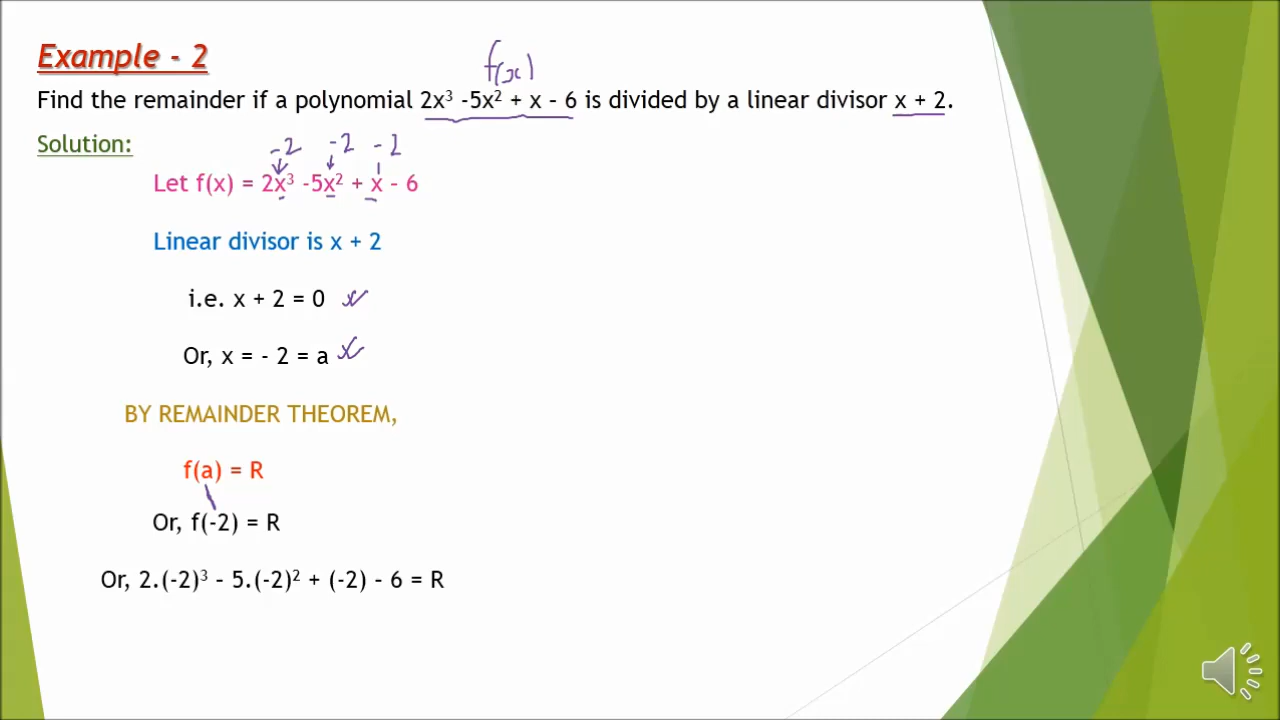 Example - 2
f(x)
Find the remainder if a polynomial 2x³ -5x² + x - 6 is divided by a linear divisor x + 2.
Solution:
-2 -2 -2
Let f(x) = 2x³ -5x² + x - 6
Linear divisor is x + 2
i.e. x + 2 = 0
Or, x = - 2 = a
BY REMAINDER THEOREM,
f(a) = R
Or, f(-2) = R
Or, 2.(-2)³ - 5.(-2)² + (-2) - 6 = R